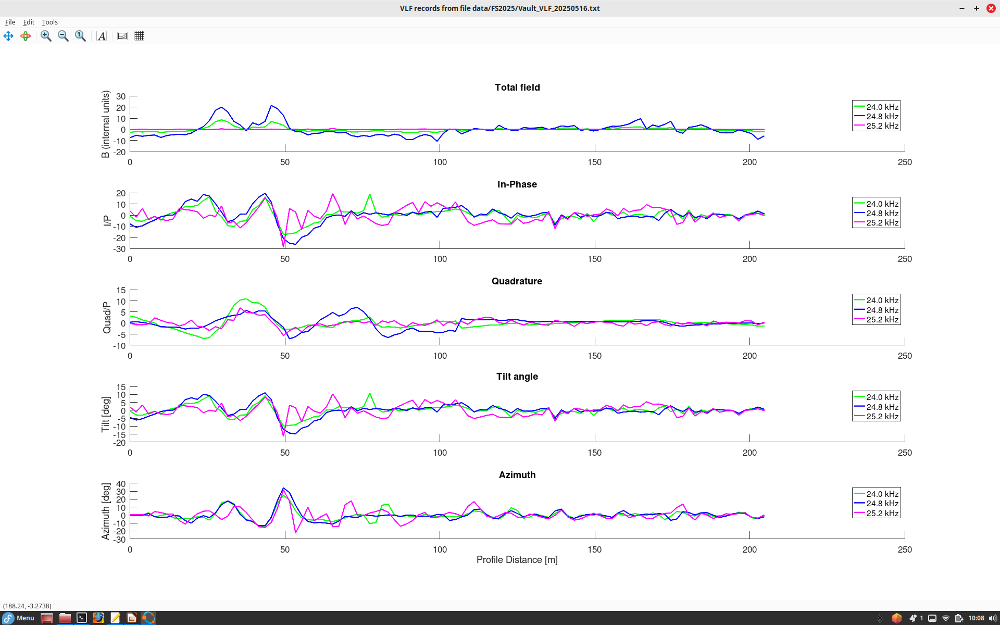 VLF records from file data/FS2025/Vault_VLF_20250516.txt
File Edit Tools
A
Total field
B (internal units)
30
20
10
0
-10
-20
0 50 100 150 200 250
24.0 kHz
24.8 kHz
25.2 kHz
In-Phase
I/P
20
10
0
-10
-20
-30
0 50 100 150 200 250
24.0 kHz
24.8 kHz
25.2 kHz
Quadrature
Quad/P
15
10
5
0
-5
-10
0 50 100 150 200 250
24.0 kHz
24.8 kHz
25.2 kHz
Tilt angle
Tilt [deg]
15
10
5
0
-5
-10
-15
-20
0 50 100 150 200 250
24.0 kHz
24.8 kHz
25.2 kHz
Azimuth
Azimuth [deg]
40
30
20
10
0
-10
-20
-30
0 50 100 150 200 250
24.0 kHz
24.8 kHz
25.2 kHz
Profile Distance [m]
(188.24, -3.2738)
Menu 1 10:08